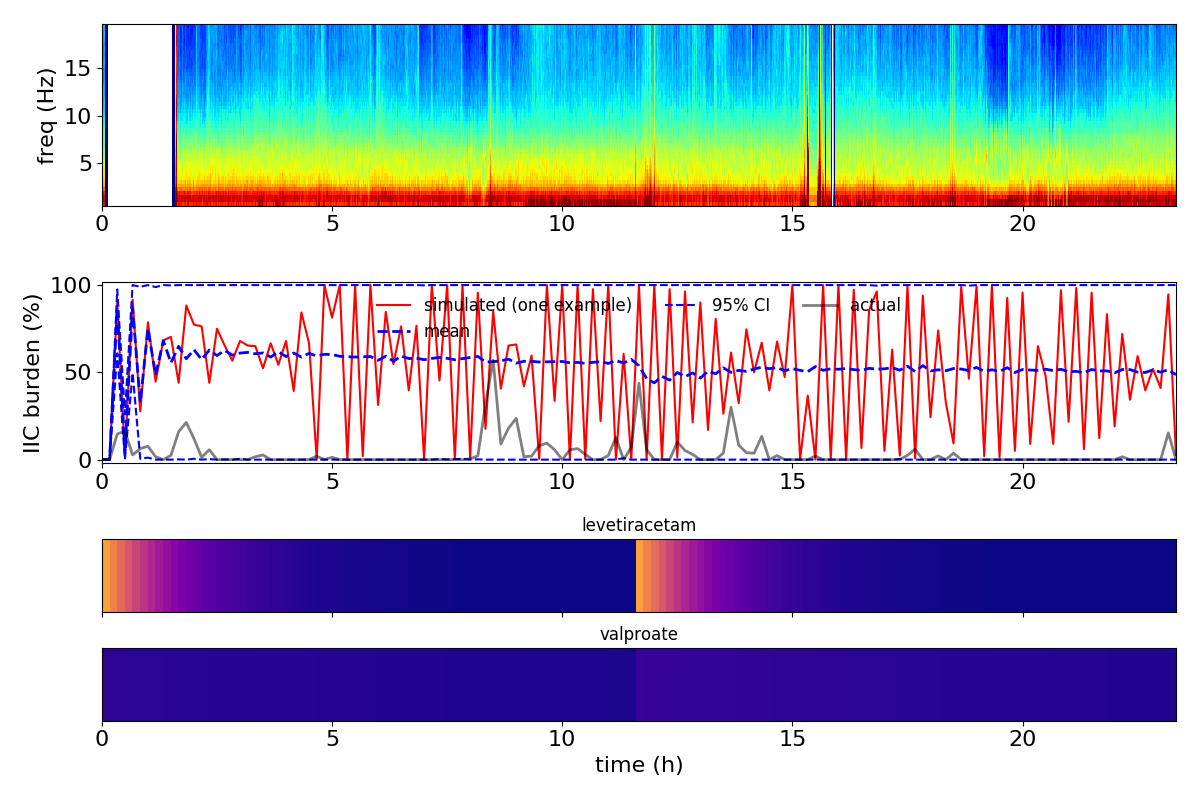 freq (Hz)
15
10
5
0 5 10 15 20
IIC burden (%)
100
50
0
simulated (one example) 95% CI actual
mean
0 5 10 15 20
levetiracetam
valproate
0 5 10 15 20
time (h)